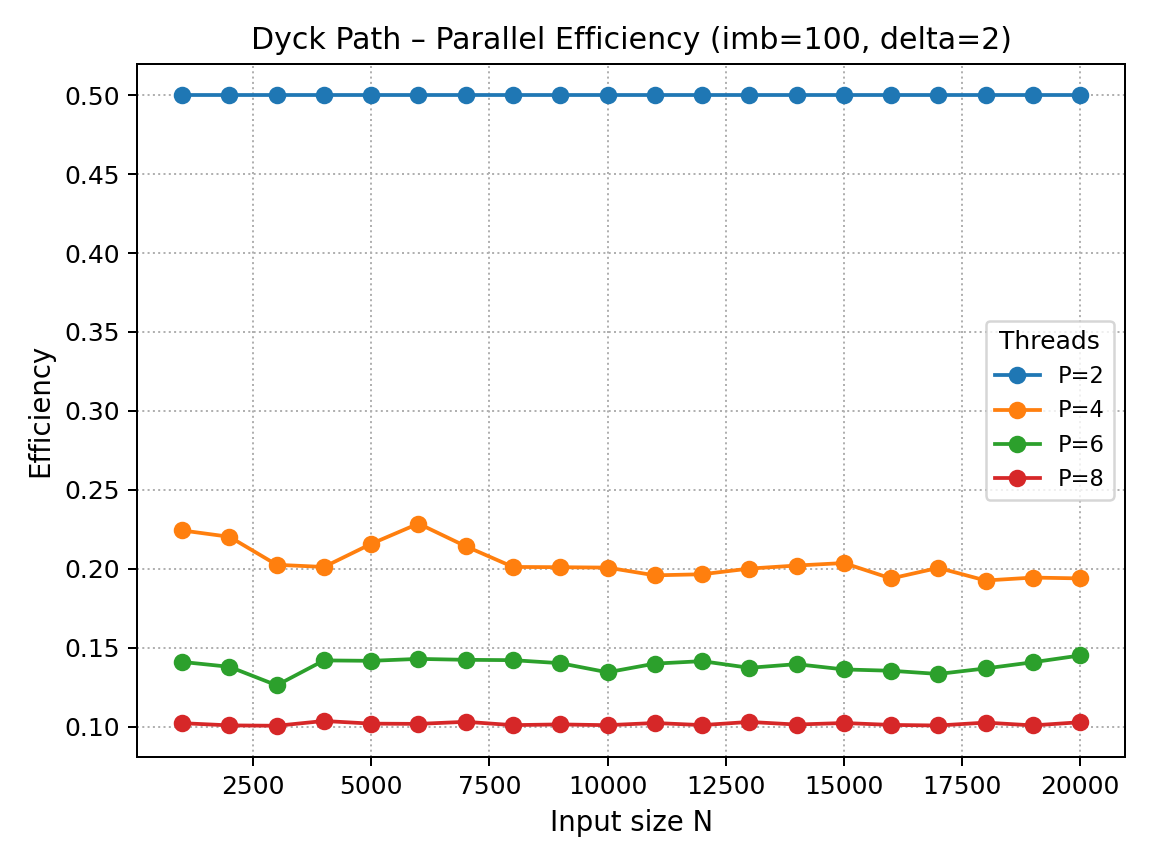 Dyck Path – Parallel Efficiency (imb=100, delta=2)
0.50
0.45
0.40
0.35
0.30
0.25
0.20
0.15
0.10
Efficiency
Threads
P=2
P=4
P=6
P=8
2500 5000 7500 10000 12500 15000 17500 20000
Input size N